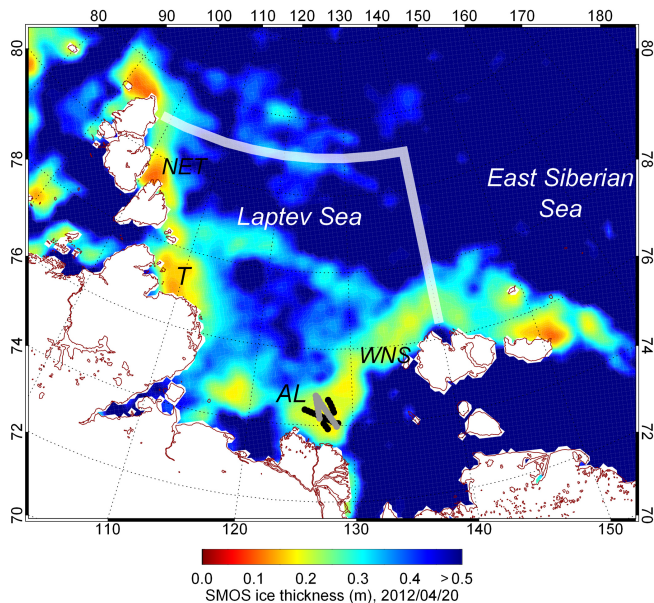 80 90 100 110 120 125 130 140 150 160 170 180
80
80
78
78
76
76
74
74
72
72
70
70
NET
East Siberian
Sea
Laptev Sea
T
WNS
AL
110 120 130 140 150
0.0 0.1 0.2 0.3 0.4 > 0.5
SMOS ice thickness (m), 2012/04/20